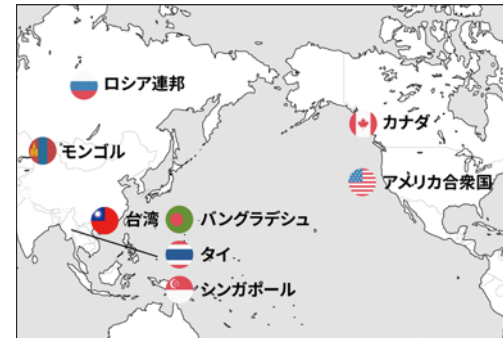 ロシア連邦
カナダ
モンゴル
アメリカ合衆国
台湾
バングラデシュ
タイ
シンガポール